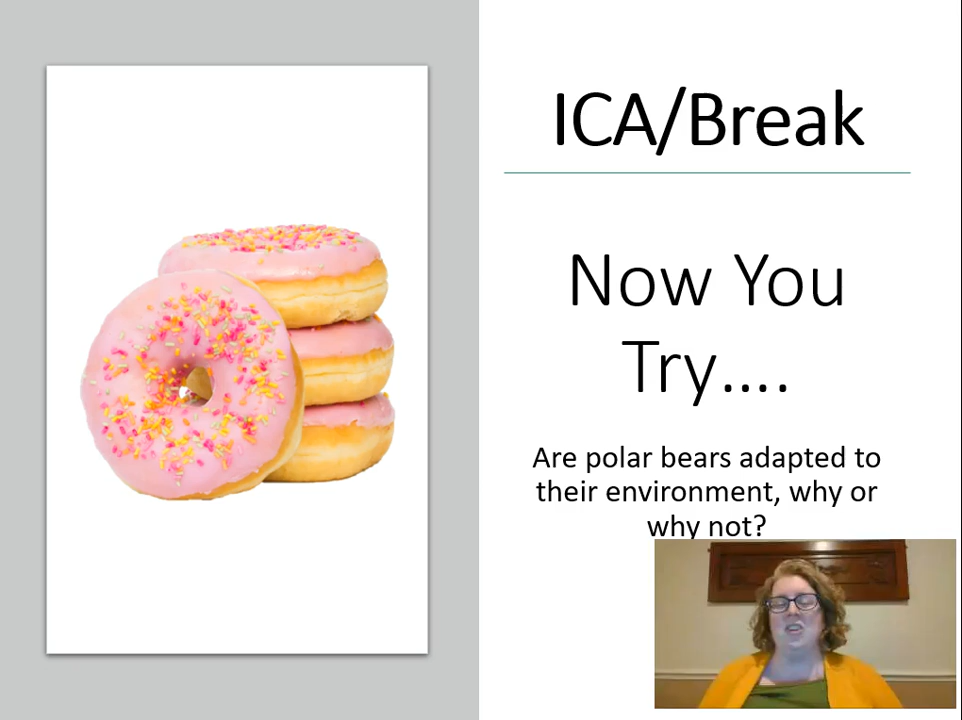 ICA/Break
Now You
Try....
Are polar bears adapted to
their environment, why or
why not?